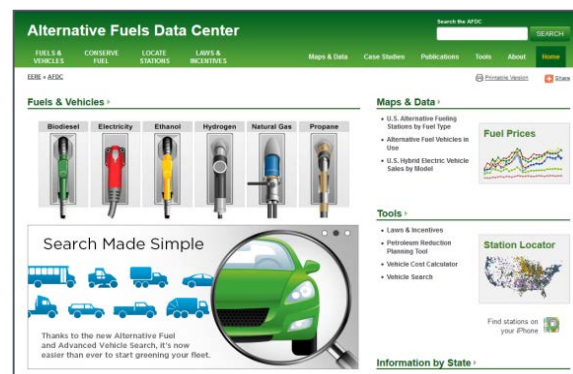 Alternative Fuels Data Center
Search the AFDC
SEARCH
FUELS & VEHICLES
CONSERVE FUEL
LOCATE STATIONS
LAWS & INCENTIVES
Maps & Data
Case Studies
Publications
Tools
About
Home
EERE » AFDC
Printable Version
Share
Fuels & Vehicles
Biodiesel
Electricity
Ethanol
Hydrogen
Natural Gas
Propane
Search Made Simple
Thanks to the new Alternative Fuel
and Advanced Vehicle Search, it's now
easier than ever to start greening your fleet.
Maps & Data
U.S. Alternative Fueling
Stations by Fuel Type
Alternative Fuel Vehicles in
Use
U.S. Hybrid Electric Vehicle
Sales by Model
Fuel Prices
Tools
Laws & Incentives
Petroleum Reduction
Planning Tool
Vehicle Cost Calculator
Vehicle Search
Station Locator
Find stations on
your iPhone
Information by State